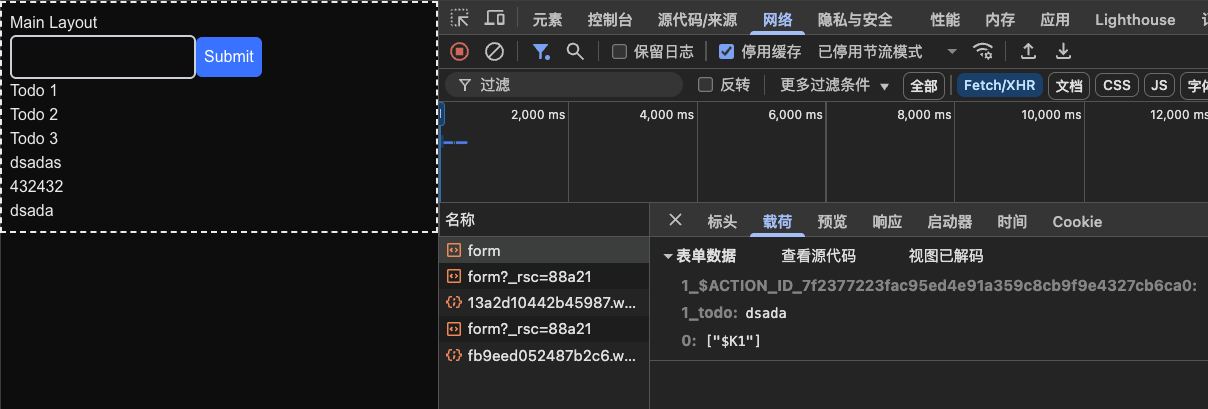 Main Layout
Submit
Todo 1
Todo 2
Todo 3
dsadas
432432
dsada
元素 控制台 源代码/来源 网络 隐私与安全 性能 内存 应用 Lighthouse
保留日志 停用缓存 已停用节流模式
过滤 反转 更多过滤条件 全部 Fetch/XHR 文档 CSS JS
2,000 ms 4,000 ms 6,000 ms 8,000 ms 10,000 ms 12,000 ms
名称
form
form?_rsc=88a21
13a2d10442b45987.w...
form?_rsc=88a21
fb9eed052487b2c6.w...
标头 载荷 预览 响应 启动器 时间 Cookie
表单数据 查看源代码 视图已解码
1_$ACTION_ID_7f2377223fac95ed4e91a359c8cb9f9e4327cb6ca0:
1_todo: dsada
0: ["$K1"]